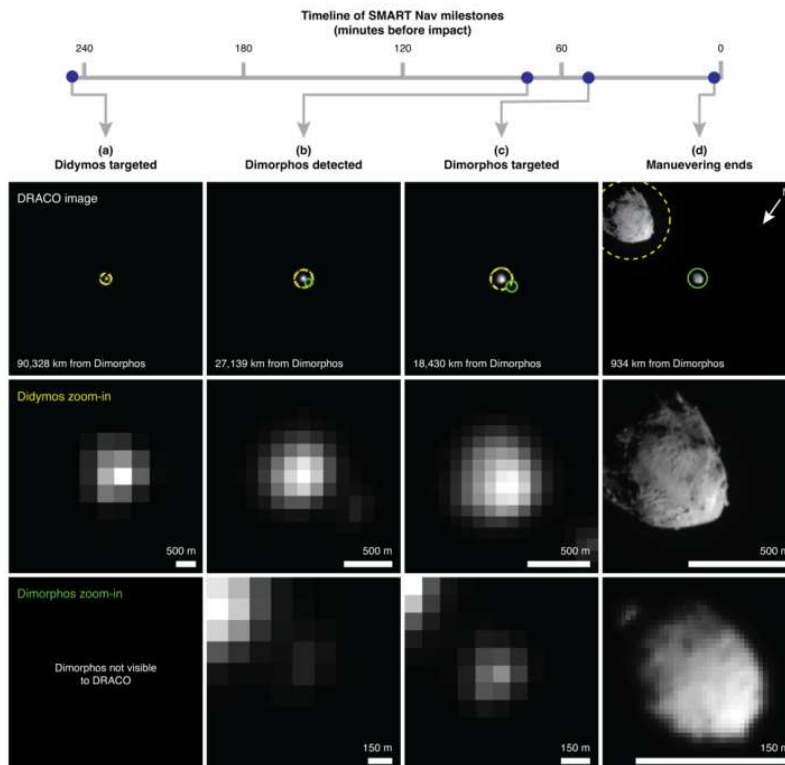 Timeline of SMART Nav milestones
(minutes before impact)
240 180 120 60 0
(a)
Didymos targeted
(b)
Dimorphos detected
(c)
Dimorphos targeted
(d)
Manuevering ends
DRACO image
90,328 km from Dimorphos
27,139 km from Dimorphos
18,430 km from Dimorphos
934 km from Dimorphos
Didymos zoom-in
500 m
500 m
500 m
500 m
Dimorphos zoom-in
Dimorphos not visible
to DRACO
150 m
150 m
150 m